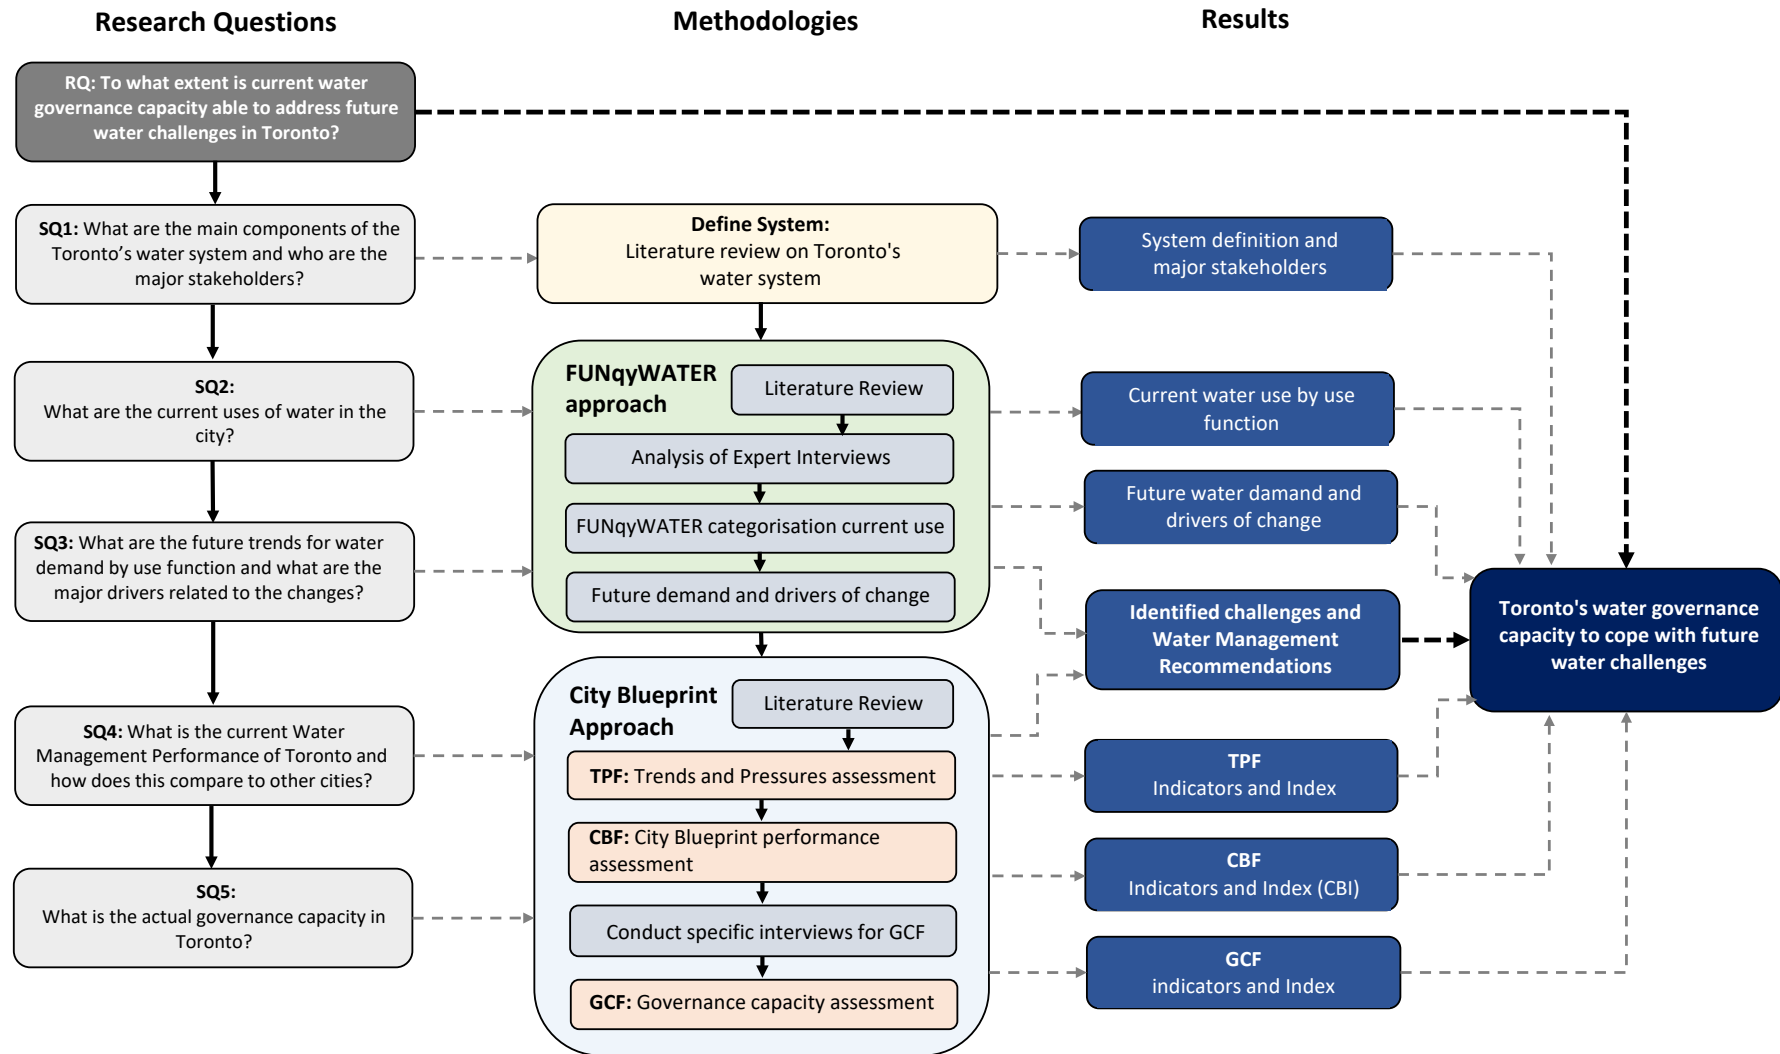 Research Questions
Methodologies
Results
RQ: To what extent is current water
governance capacity able to address future
water challenges in Toronto?
SQ1: What are the main components of the
Toronto's water system and who are the
major stakeholders?
SQ2:
What are the current uses of water in the
city?
SQ3: What are the future trends for water
demand by use function and what are the
major drivers related to the changes?
SQ4: What is the current Water
Management Performance of Toronto and
how does this compare to other cities?
SQ5:
What is the actual governance capacity in
Toronto?
Define System:
Literature review on Toronto's
water system
FUNqyWATER
approach
Literature Review
Analysis of Expert Interviews
FUNqyWATER categorisation current use
Future demand and drivers of change
City Blueprint
Approach
Literature Review
TPF: Trends and Pressures assessment
CBF: City Blueprint performance
assessment
Conduct specific interviews for GCF
GCF: Governance capacity assessment
System definition and
major stakeholders
Current water use by use
function
Future water damand and
drivers of change
Identified challenges and
Water Management
Recommendations
TPF
Indicators and Index
CBF
Indicators and Index (CBI)
GCF
indicators and Index
Toronto's water governance
capacity to cope with future
water challenges